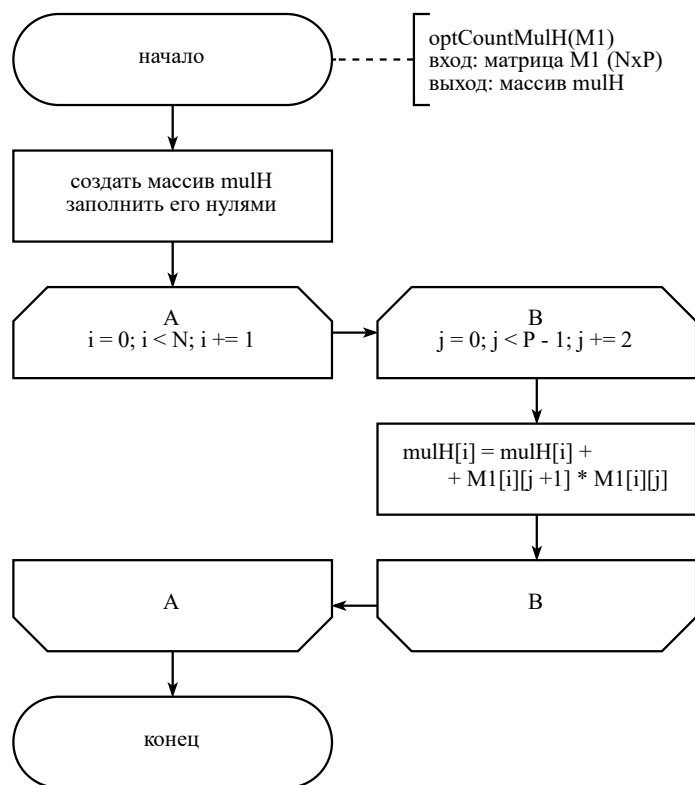 начало
optCountMulH(M1)
вход: матрица M1 (NxP)
выход: массив mulH
создать массив mulH
заполнить его нулями
A
i = 0; i < N; i += 1
B
j = 0; j < P - 1; j += 2
mulH[i] = mulH[i] +
+ M1[i][j +1] * M1[i][j]
A
B
конец